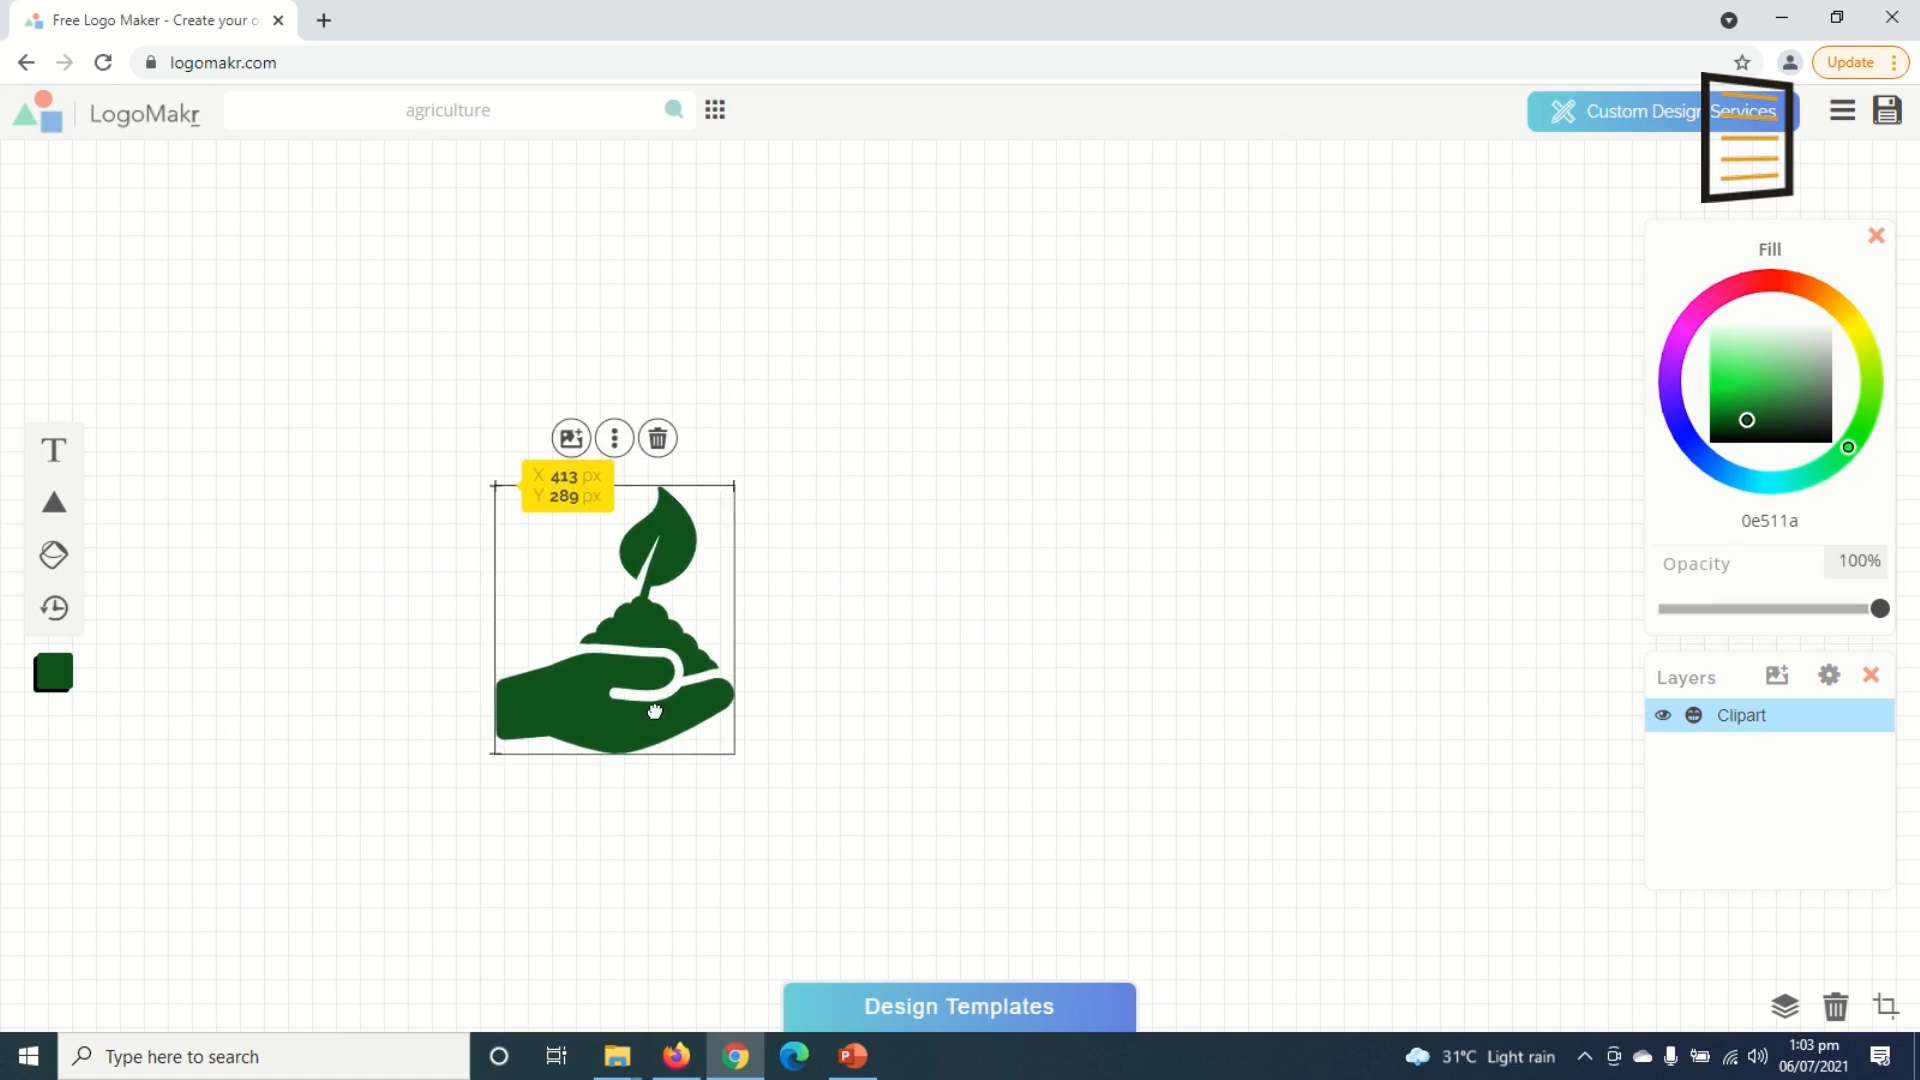 Free Logo Maker - Create your o
logomakr.com
Update
LogoMakr
agriculture
Custom Design Services
Fill
0e511a
Opacity 100%
X 413 px
Y 289 px
T
Layers
Clipart
Design Templates
Type here to search
31°C Light rain
1:03 pm
06/07/2021